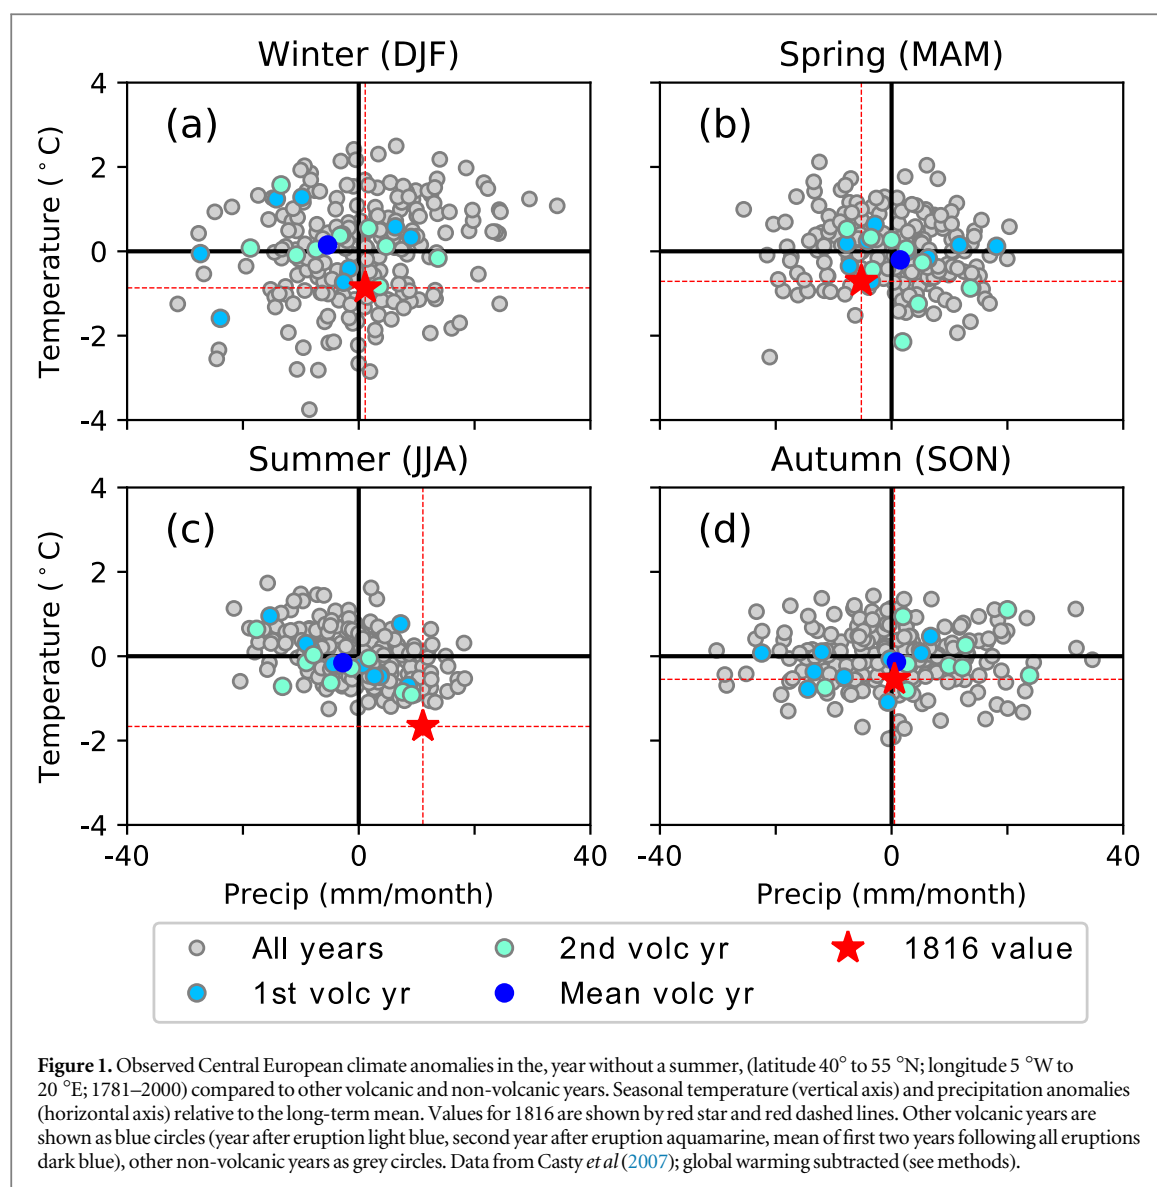 Winter (DJF)
Spring (MAM)
4
2
0
-2
-4
Temperature (°C)
(a)
(b)
Summer (JJA)
Autumn (SON)
4
2
0
-2
-4
Temperature (°C)
(c)
(d)
-40
0
40
-40
0
40
Precip (mm/month)
Precip (mm/month)
All years
2nd volc yr
1816 value
1st volc yr
Mean volc yr
Figure 1. Observed Central European climate anomalies in the, year without a summer, (latitude 40° to 55 °N; longitude 5 °W to
20 °E; 1781–2000) compared to other volcanic and non-volcanic years. Seasonal temperature (vertical axis) and precipitation anomalies
(horizontal axis) relative to the long-term mean. Values for 1816 are shown by red star and red dashed lines. Other volcanic years are
shown as blue circles (year after eruption light blue, second year after eruption aquamarine, mean of first two years following all eruptions
dark blue), other non-volcanic years as grey circles. Data from Casty et al (2007); global warming subtracted (see methods).